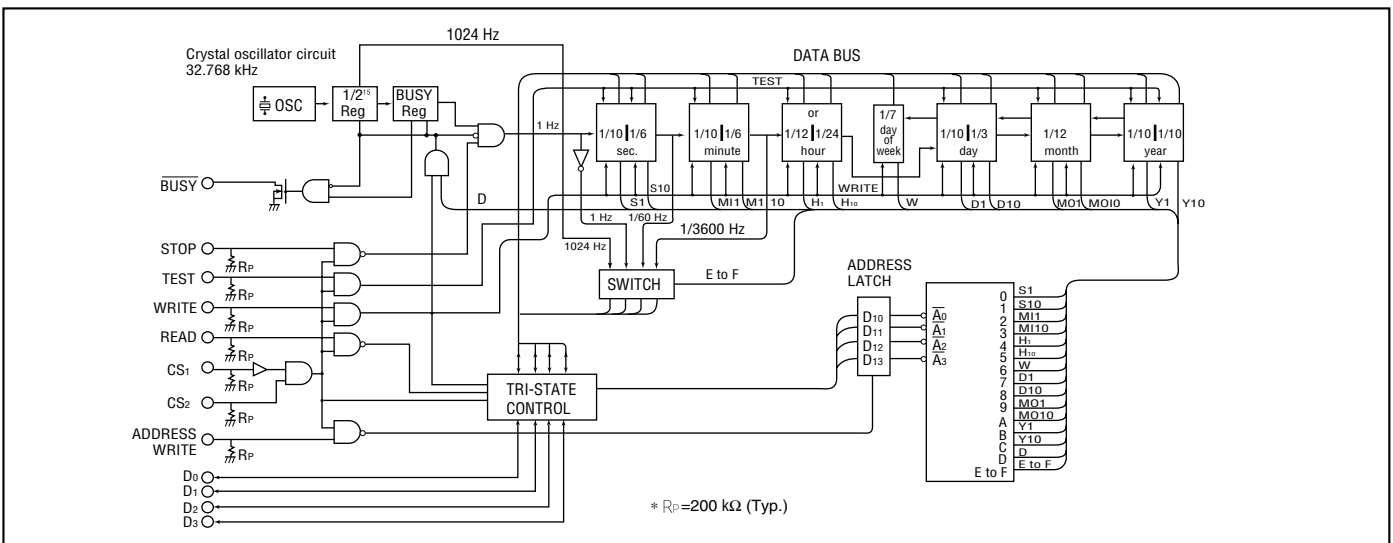 1024 Hz
Crystal oscillator circuit
32.768 kHz
DATA BUS
TEST
OSC
1/2¹⁵
Reg
BUSY
Reg
1 Hz
1/10 1/6
sec.
1/10 1/6
minute
or
1/12 1/24
hour
1/7
day
of
week
1/10 1/3
day
1/12
month
1/10 1/10
year
BUSY
D
S10
WRITE
S1
MI1
M1 10
H1
H10
W
D1
D10
MO1
MO10
Y1
Y10
1 Hz
1/60 Hz
1/3600 Hz
1024 Hz
STOP
RP
TEST
RP
WRITE
RP
READ
RP
CS1
RP
CS2
RP
ADDRESS
WRITE
RP
SWITCH
E to F
ADDRESS
LATCH
D10
D11
D12
D13
A0
A1
A2
A3
0 S1
1 S10
2 MI1
3 MI10
4 H1
5 H10
6 W
7 D1
8 D10
9 MO1
A MO10
B Y1
C Y10
D D
E to F E to F
TRI-STATE
CONTROL
D0
D1
D2
D3
* RP=200 kΩ (Typ.)